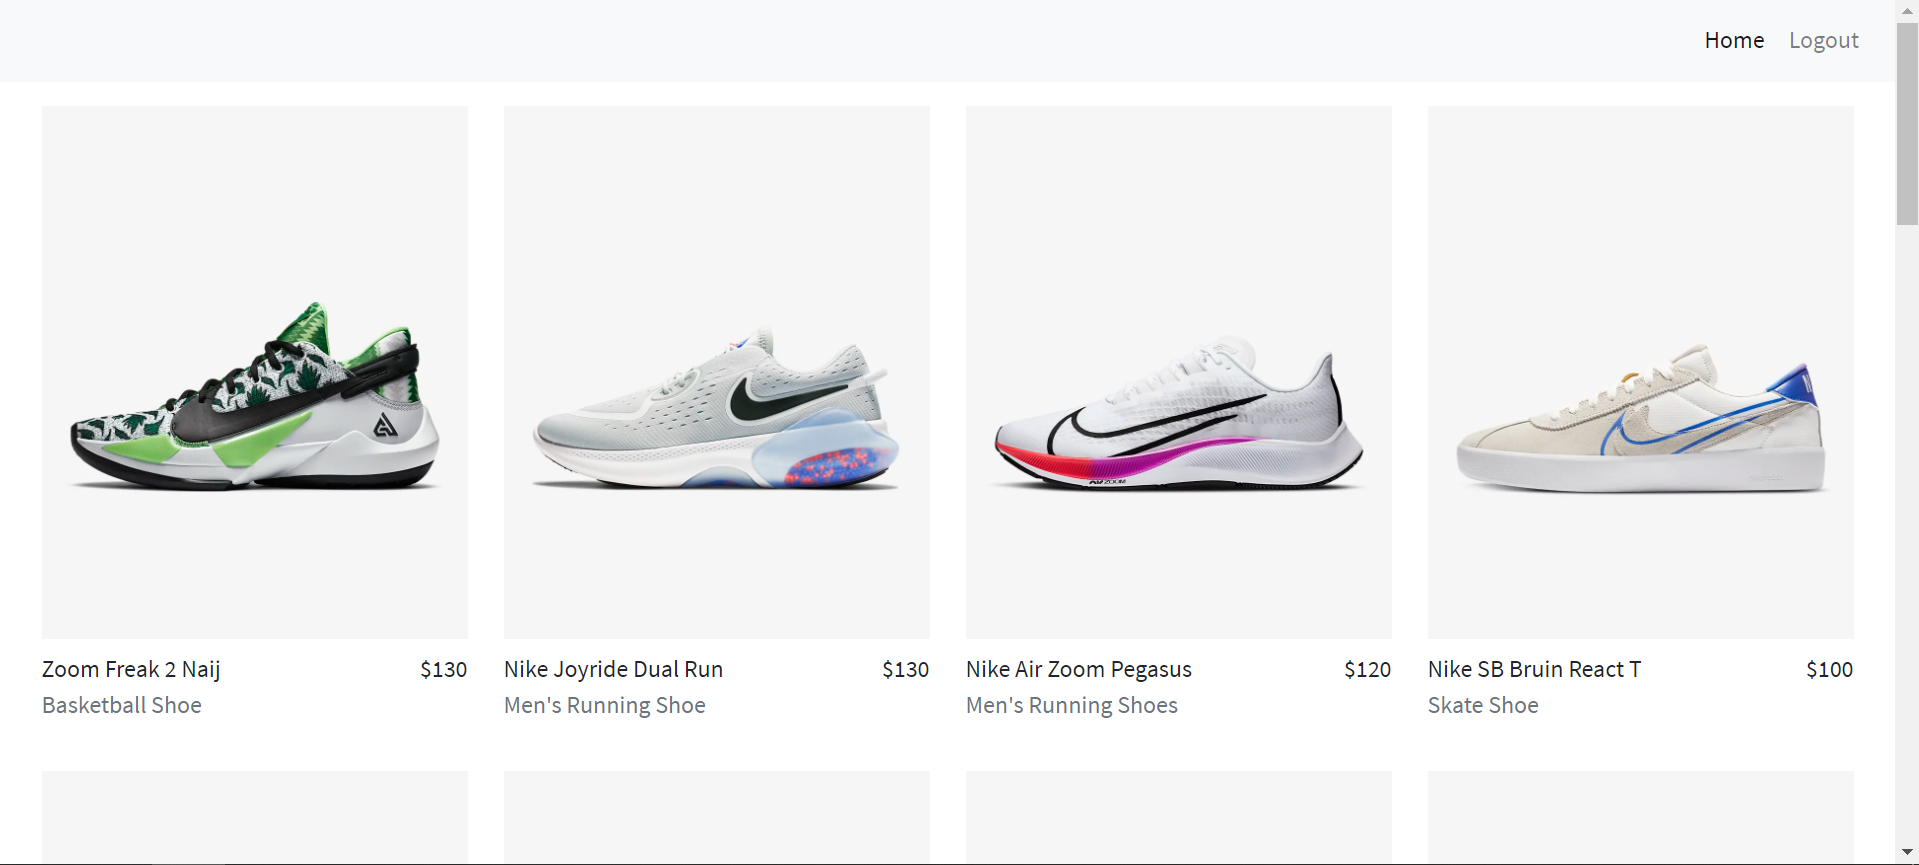 Home Logout
Zoom Freak 2 Naij $130
Basketball Shoe
Nike Joyride Dual Run $130
Men's Running Shoe
Nike Air Zoom Pegasus $120
Men's Running Shoes
Nike SB Bruin React T $100
Skate Shoe